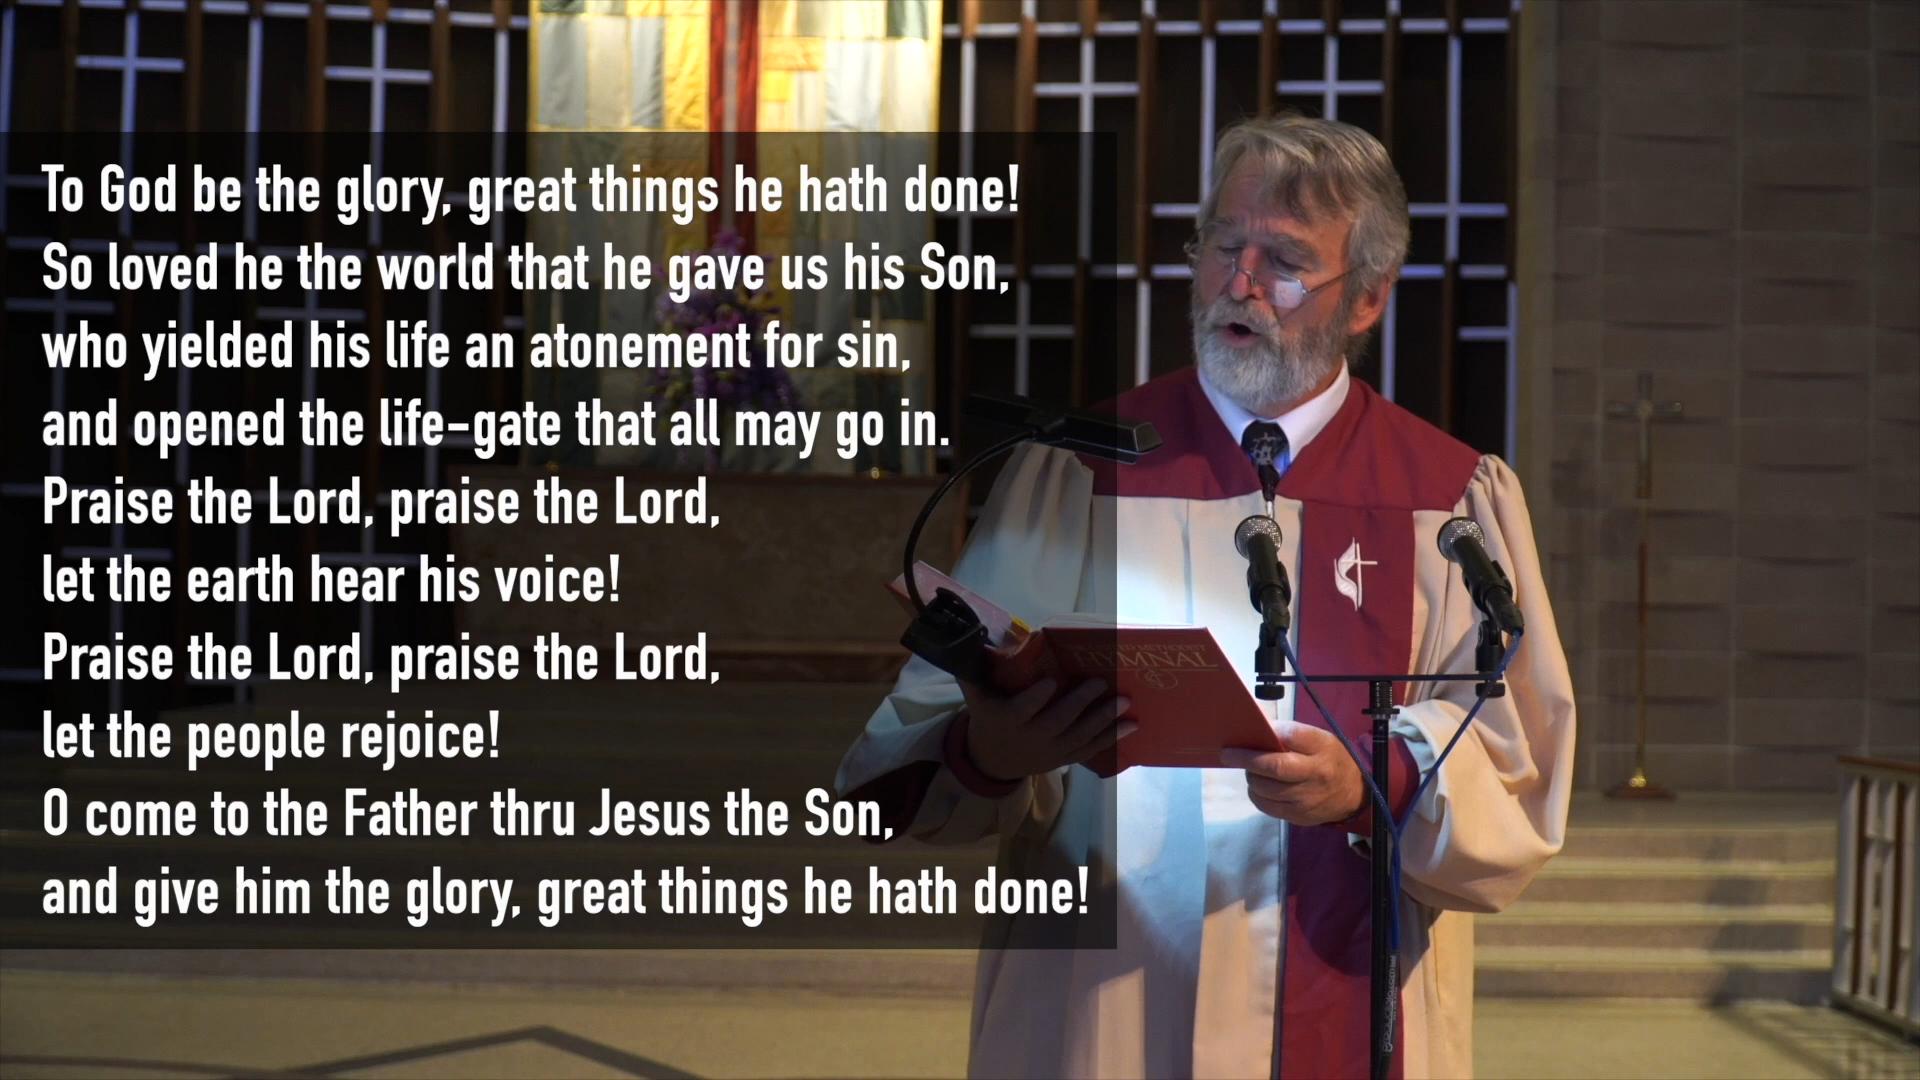 To God be the glory, great things he hath done!
So loved he the world that he gave us his Son,
who yielded his life an atonement for sin,
and opened the life-gate that all may go in.
Praise the Lord, praise the Lord,
let the earth hear his voice!
Praise the Lord, praise the Lord,
let the people rejoice!
O come to the Father thru Jesus the Son,
and give him the glory, great things he hath done!
METHODIST
HYMNAL